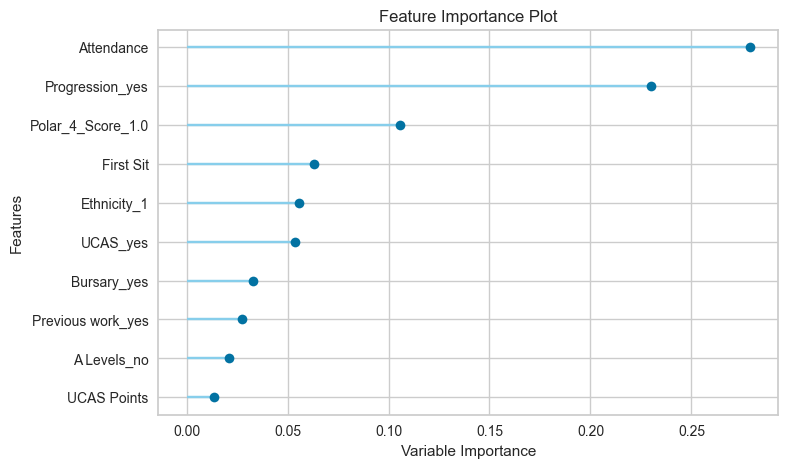 Feature Importance Plot
Attendance
Progression_yes
Polar_4_Score_1.0
First Sit
Ethnicity_1
UCAS_yes
Bursary_yes
Previous work_yes
A Levels_no
UCAS Points
Features
0.00 0.05 0.10 0.15 0.20 0.25
Variable Importance